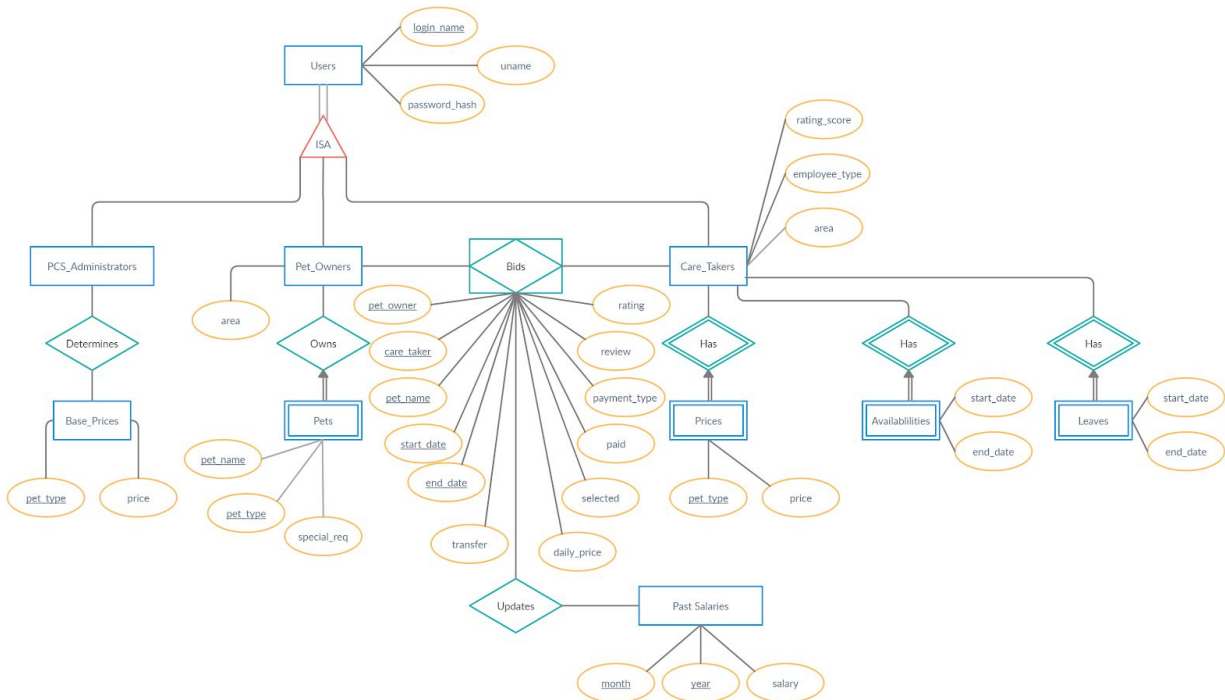 login_name
Users
uname
password_hash
ISA
rating_score
employee_type
area
PCS_Administrators
Pet_Owners
Bids
Care_Takers
area
pet_owner
rating
Determines
Owns
care_taker
review
Has
Has
Has
pet_name
payment_type
Base_Prices
Pets
start_date
paid
Prices
Availablilities
start_date
end_date
Leaves
start_date
end_date
pet_name
end_date
pet_type
price
pet_type
selected
pet_type
price
special_req
transfer
daily_price
Updates
Past Salaries
month
year
salary